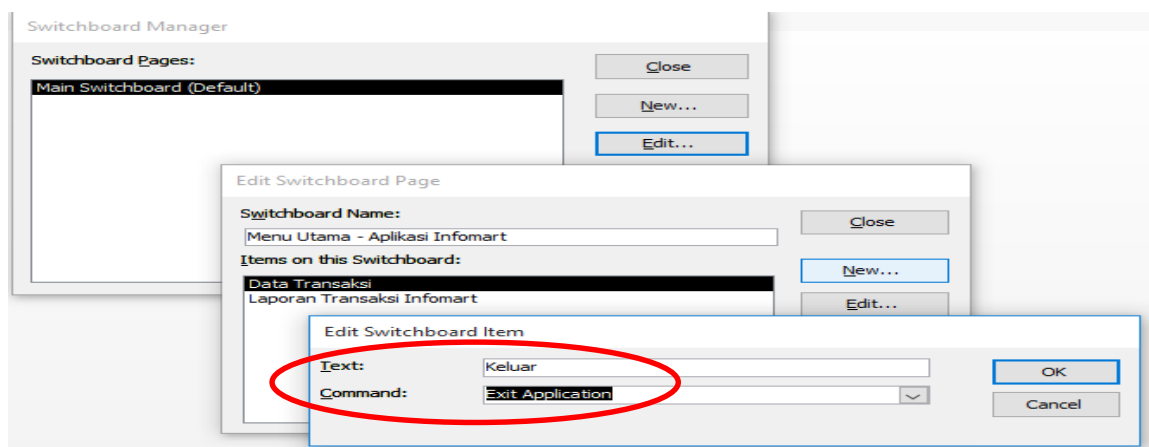 Switchboard Manager
Switchboard Pages:
Main Switchboard (Default)
Close
New...
Edit...
Edit Switchboard Page
Switchboard Name:
Menu Utama - Aplikasi Infomart
Items on this Switchboard:
Data Transaksi
Laporan Transaksi Infomart
Close
New...
Edit...
Edit Switchboard Item
Text: Keluar
Command: Exit Application
OK
Cancel